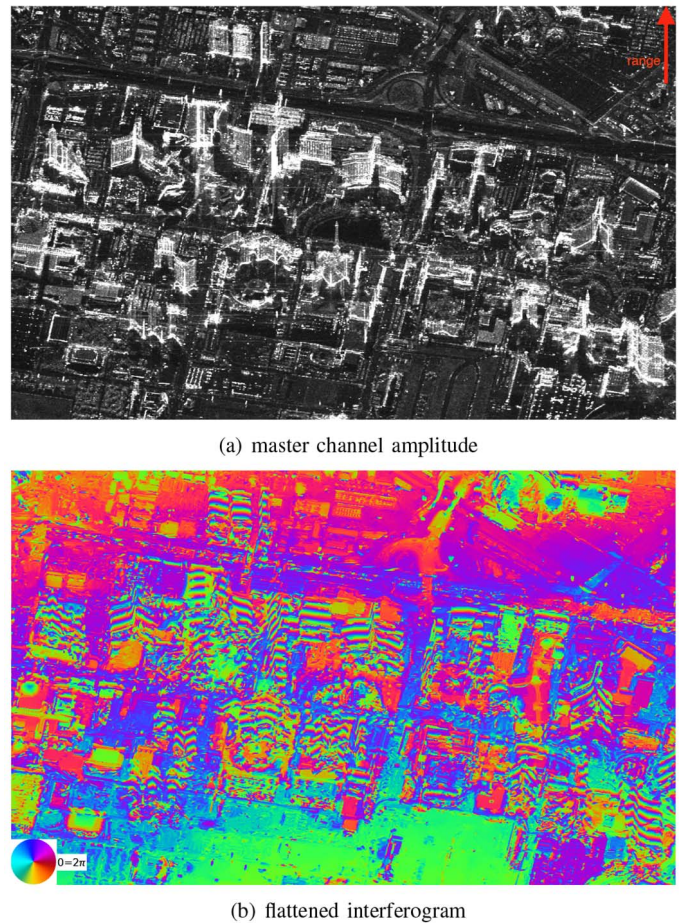 range
(a) master channel amplitude
0=2π
(b) flattened interferogram